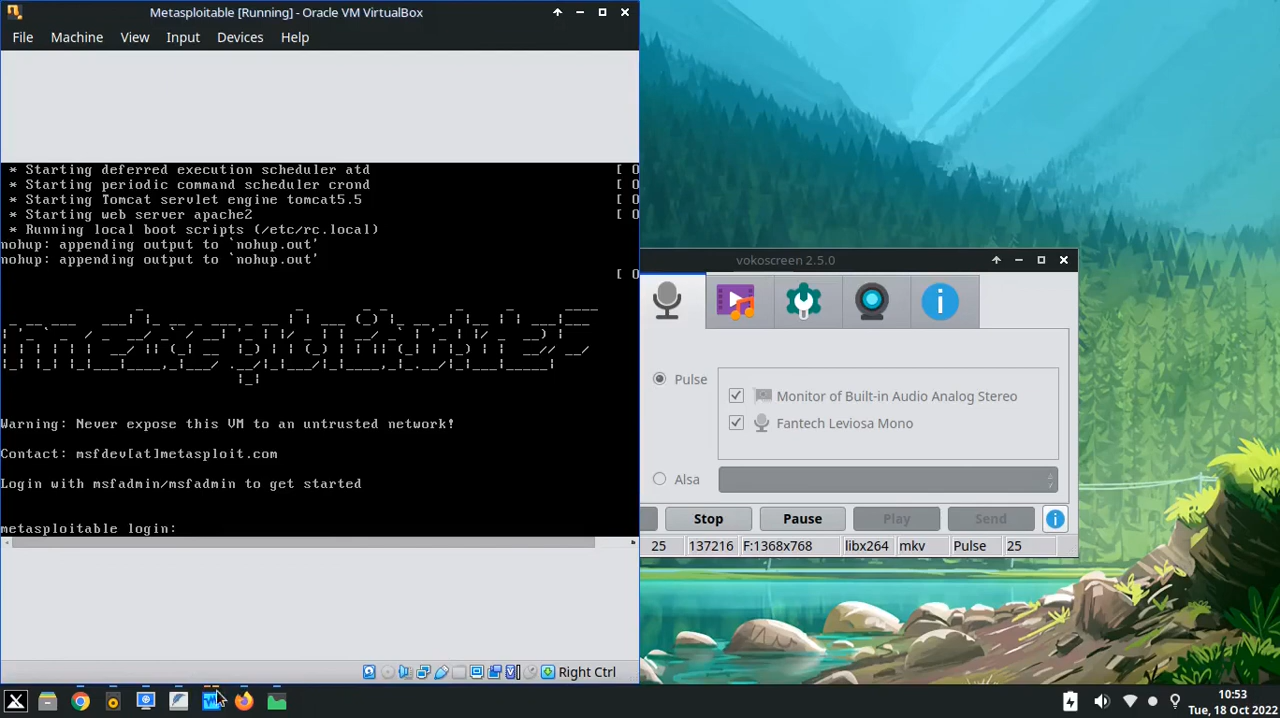 Metasploitable [Running] - Oracle VM VirtualBox
File Machine View Input Devices Help
* Starting deferred execution scheduler atd [ O
* Starting periodic command scheduler crond [ O
* Starting Tomcat servlet engine tomcat5.5 [ O
* Starting web server apache2 [ O
* Running local boot scripts (/etc/rc.local)
nohup: appending output to `nohup.out'
nohup: appending output to `nohup.out'
[ O
Warning: Never expose this VM to an untrusted network!
Contact: msfdev[at]metasploit.com
Login with msfadmin/msfadmin to get started
metasploitable login:
Right Ctrl
vokoscreen 2.5.0
Pulse
Monitor of Built-in Audio Analog Stereo
Fantech Leviosa Mono
Alsa
Stop Pause Play Send
25 137216 F:1368x768 libx264 mkv Pulse 25
10:53
Tue, 18 Oct 2022